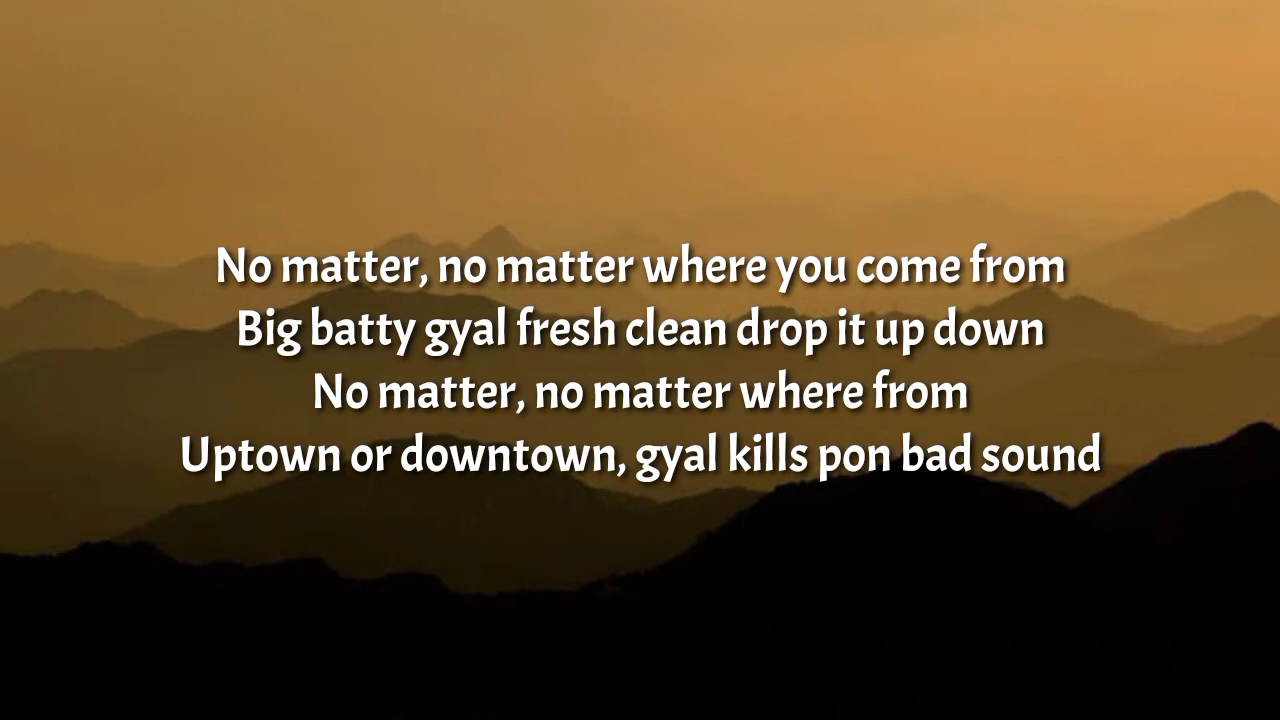 No matter, no matter where you come from
Big batty gyal fresh clean drop it up down
No matter, no matter where from
Uptown or downtown, gyal kills pon bad sound